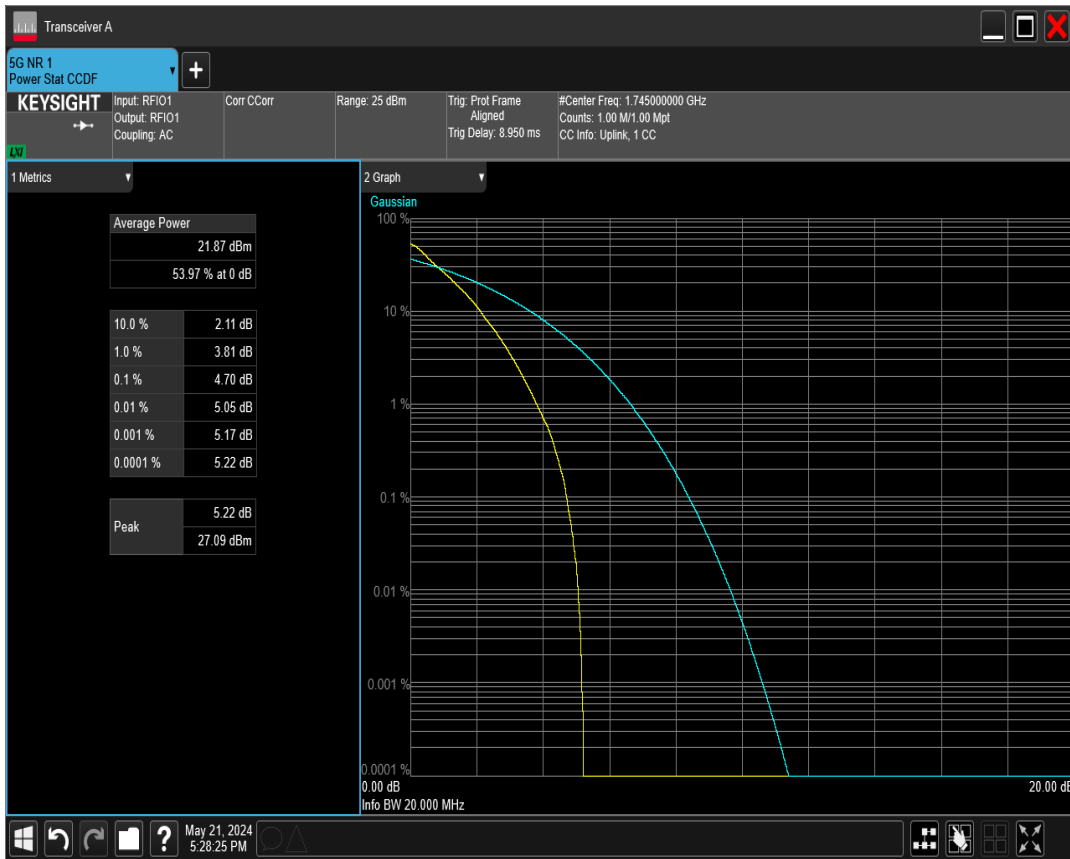 Transceiver A
5G NR 1
Power Stat CCDF
+
KEYSIGHT
LXI
Input: RFIO1
Output: RFIO1
Coupling: AC
Corr CCorr
Range: 25 dBm
Trig: Prot Frame
Aligned
Trig Delay: 8.950 ms
#Center Freq: 1.745000000 GHz
Counts: 1.00 M/1.00 Mpt
CC Info: Uplink, 1 CC
1 Metrics
Average Power
21.87 dBm
53.97 % at 0 dB
10.0 % 2.11 dB
1.0 % 3.81 dB
0.1 % 4.70 dB
0.01 % 5.05 dB
0.001 % 5.17 dB
0.0001 % 5.22 dB
Peak
5.22 dB
27.09 dBm
2 Graph
Gaussian
100 %
10 %
1 %
0.1 %
0.01 %
0.001 %
0.0001 %
0.00 dB 20.00 dB
Info BW 20.000 MHz
?
May 21, 2024
5:28:25 PM